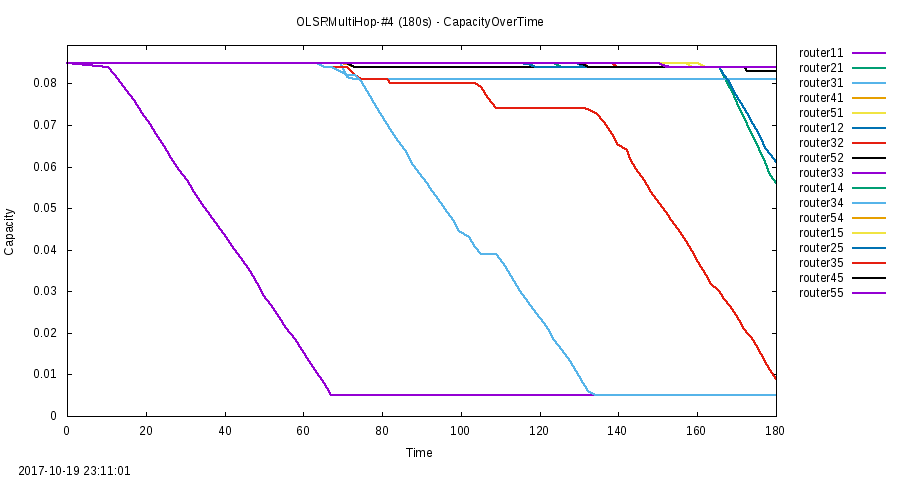 OLSRMultiHop-#4 (180s) - CapacityOverTime
router11
router21
router31
router41
router51
router12
router32
router52
router33
router14
router34
router54
router15
router25
router35
router45
router55
Capacity
0.08
0.07
0.06
0.05
0.04
0.03
0.02
0.01
0
0 20 40 60 80 100 120 140 160 180
Time
2017-10-19 23:11:01